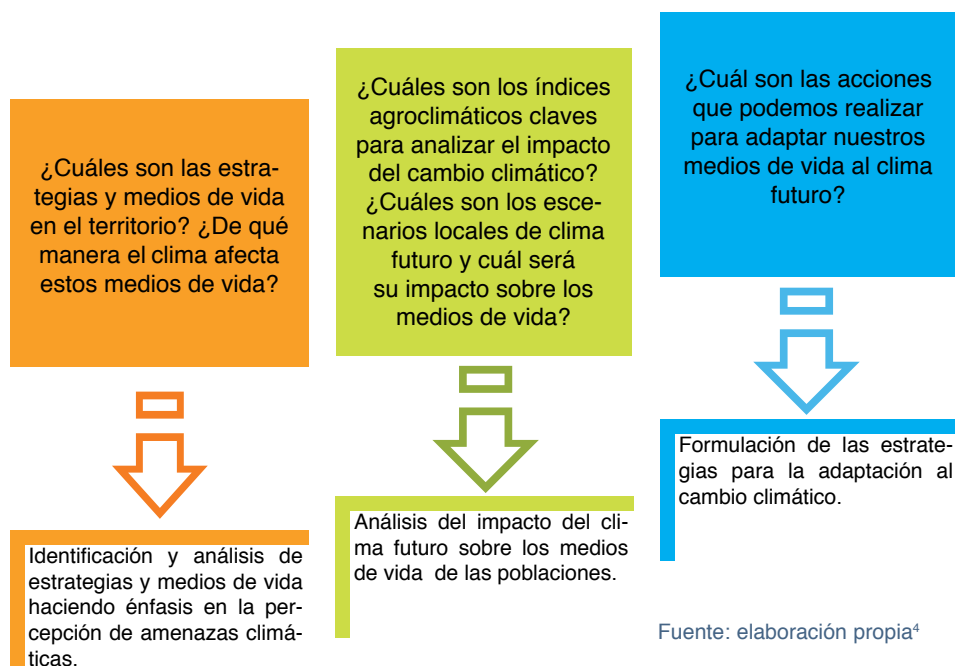 ¿Cuáles son las estra-
tegias y medios de vida
en el territorio? ¿De qué
manera el clima afecta
estos medios de vida?
Identificación y análisis de
estrategias y medios de vida
haciendo énfasis en la per-
cepción de amenazas climá-
ticas.
¿Cuáles son los índices
agroclimáticos claves
para analizar el impacto
del cambio climático?
¿Cuáles son los esce-
narios locales de clima
futuro y cuál será
su impacto sobre los
medios de vida?
Análisis del impacto del cli-
ma futuro sobre los medios
de vida de las poblaciones.
¿Cuál son las acciones
que podemos realizar
para adaptar nuestros
medios de vida al clima
futuro?
Formulación de las estrate-
gias para la adaptación al
cambio climático.
Fuente: elaboración propia⁴